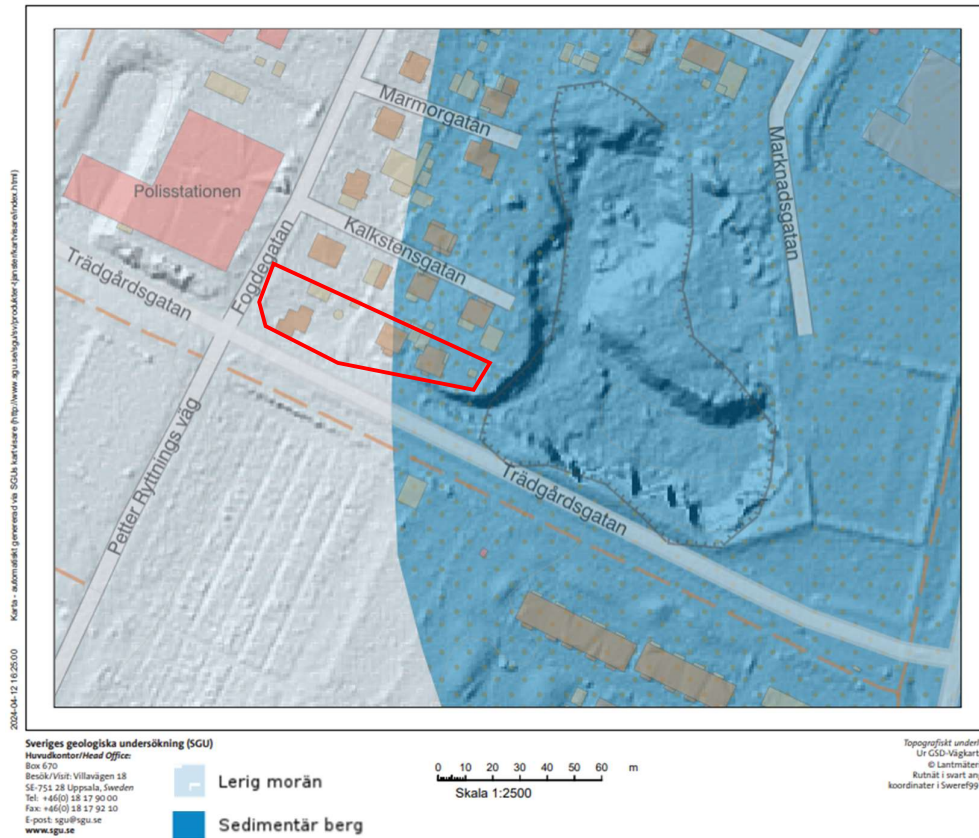 Marmorgatan
Marknadsgatan
Polisstationen
Kalkstensgatan
Fogdegatan
Trädgårdsgatan
Petter Ryttnings väg
Trädgårdsgatan
2024-04-12 16:25:00 Karta - automatiskt genererad via SGUs kartvisare (http://www.sgu.se/sgu/sv/produkter-tjanster/kartvisare/index.html)
Sveriges geologiska undersökning (SGU)
Huvudkontor/Head Office:
Box 670
Besök/Visit: Villavägen 18
SE-751 28 Uppsala, Sweden
Tel: +46(0) 18 17 90 00
Fax: +46(0) 18 17 92 10
E-post: sgu@sgu.se
www.sgu.se
Lerig morän
Sedimentär berg
0 10 20 30 40 50 60 m
Skala 1:2500
Topografiskt underl
Ur GSD-Vägkart
© Lantmäter
Rutnät i svart an
koordinater i Sweref99